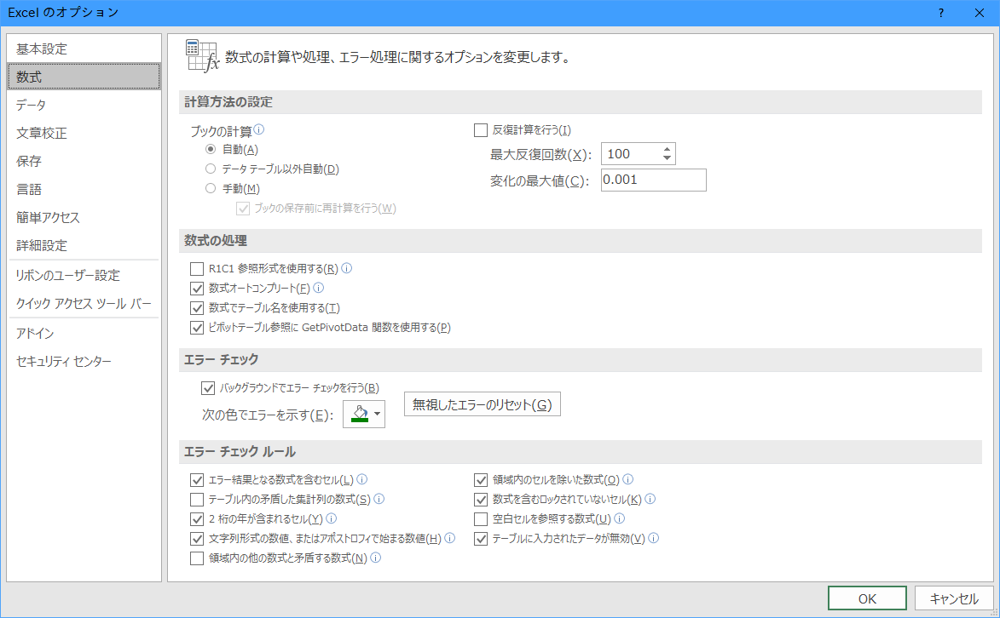 Excel のオプション
?
基本設定
数式
データ
文章校正
保存
言語
簡単アクセス
詳細設定
リボンのユーザー設定
クイック アクセス ツール バー
アドイン
セキュリティ センター
数式の計算や処理、エラー処理に関するオプションを変更します。
計算方法の設定
ブックの計算
自動(A)
データ テーブル以外自動(D)
手動(M)
ブックの保存前に再計算を行う(W)
反復計算を行う(I)
最大反復回数(X): 100
変化の最大値(C): 0.001
数式の処理
R1C1 参照形式を使用する(R)
数式オートコンプリート(F)
数式でテーブル名を使用する(T)
ピボットテーブル参照に GetPivotData 関数を使用する(P)
エラー チェック
バックグラウンドでエラー チェックを行う(B)
次の色でエラーを示す(E):
無視したエラーのリセット(G)
エラー チェック ルール
エラー結果となる数式を含むセル(L)
テーブル内の矛盾した集計列の数式(S)
2 桁の年が含まれるセル(Y)
文字列形式の数値、またはアポストロフィで始まる数値(H)
領域内の他の数式と矛盾する数式(N)
領域内のセルを除いた数式(O)
数式を含むロックされていないセル(K)
空白セルを参照する数式(U)
テーブルに入力されたデータが無効(V)
OK
キャンセル